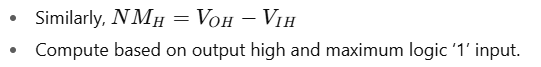 • Similarly, NM_H = V_OH − V_IH
• Compute based on output high and maximum logic ‘1’ input.